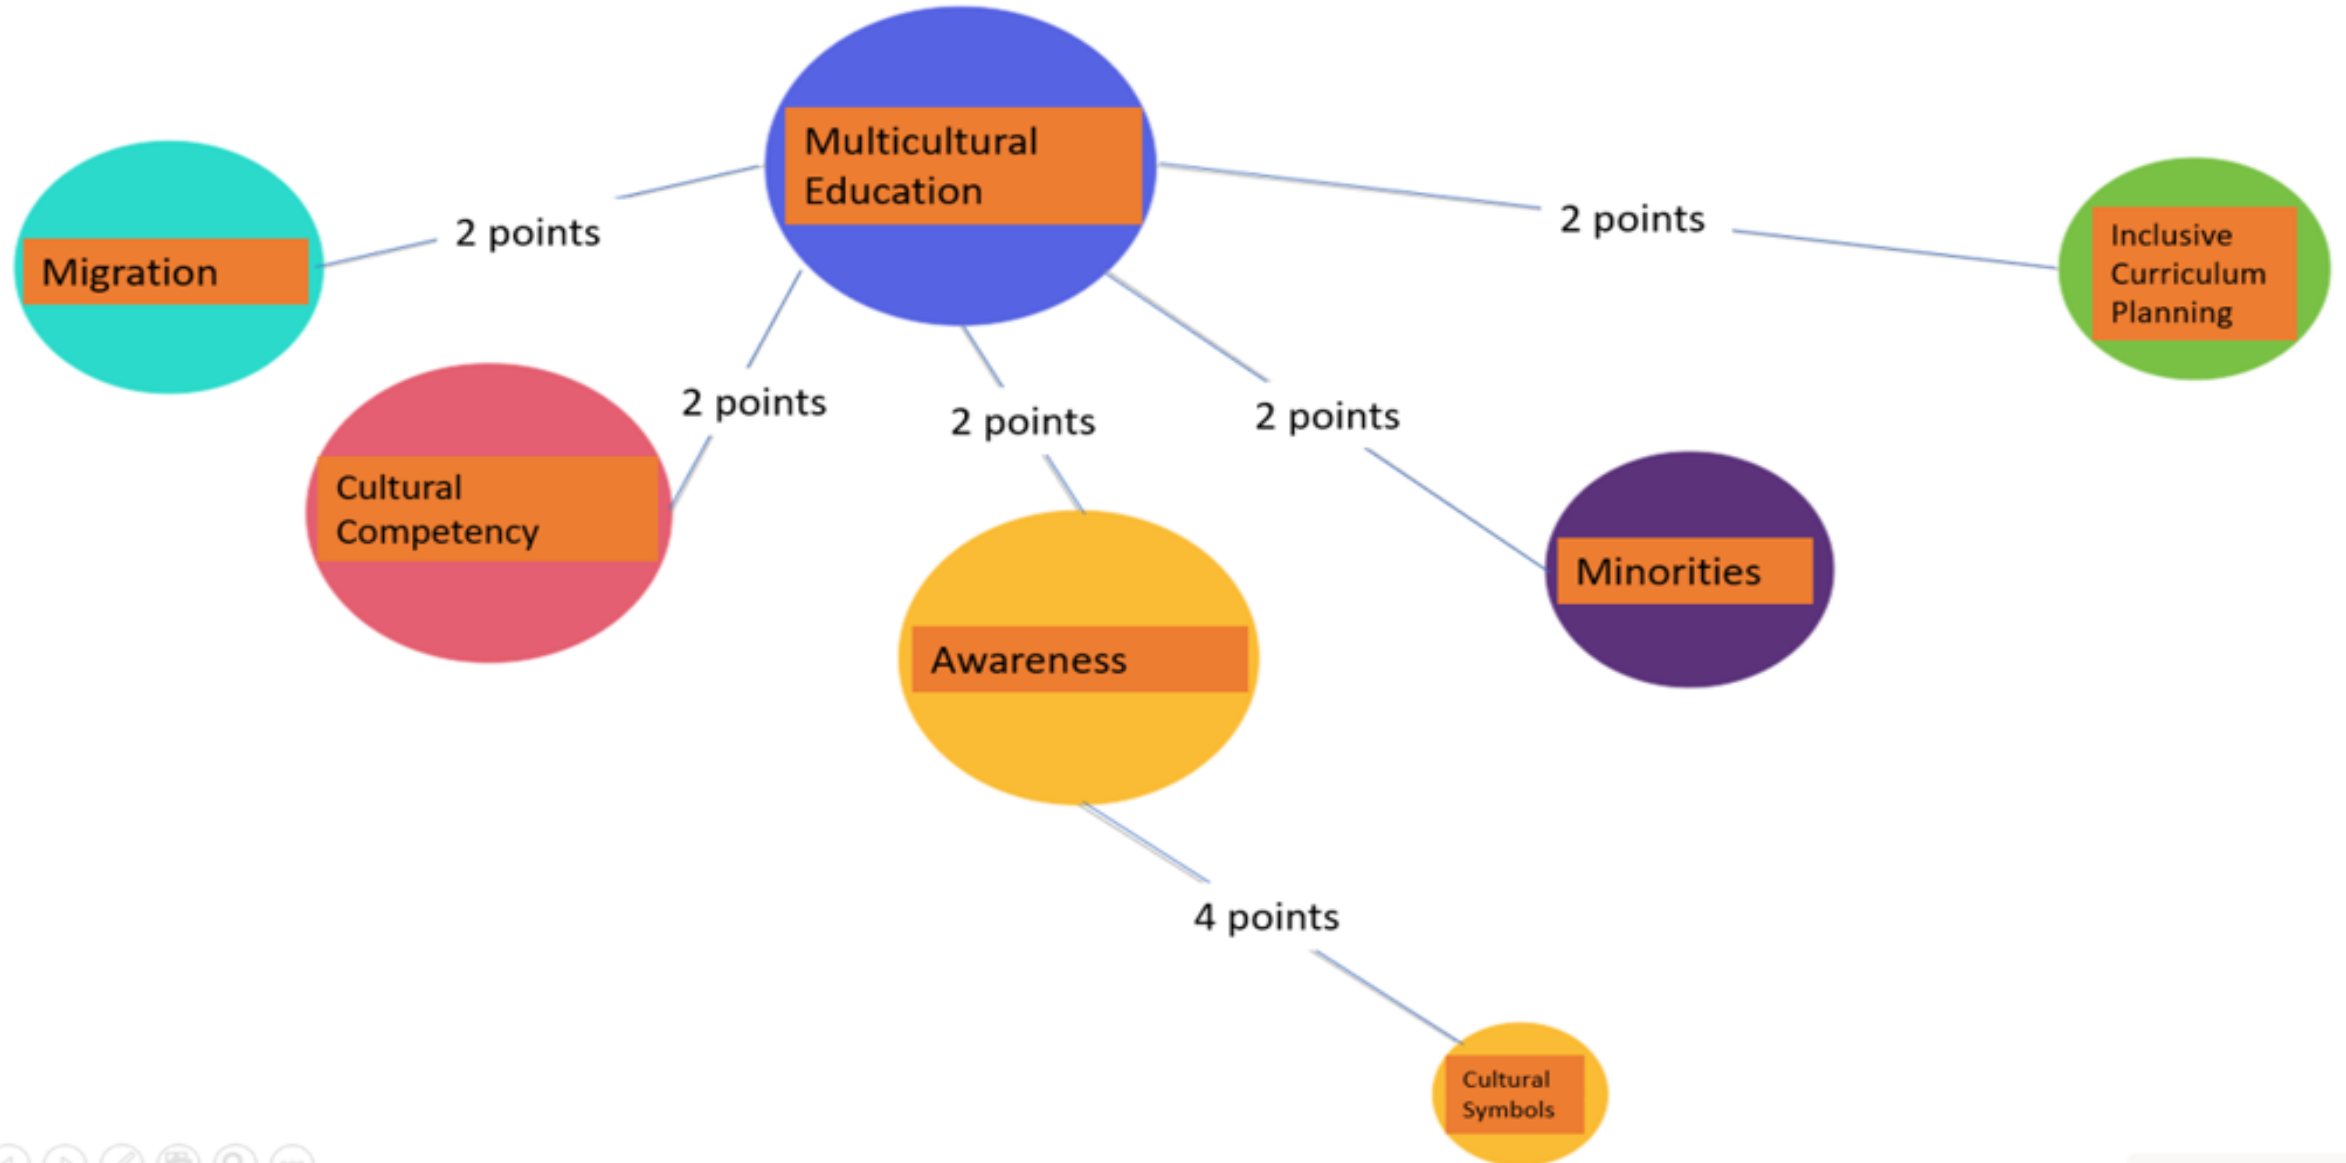 Multicultural
Education
Migration
2 points
2 points
Inclusive
Curriculum
Planning
Cultural
Competency
2 points
2 points
2 points
Minorities
Awareness
4 points
Cultural
Symbols